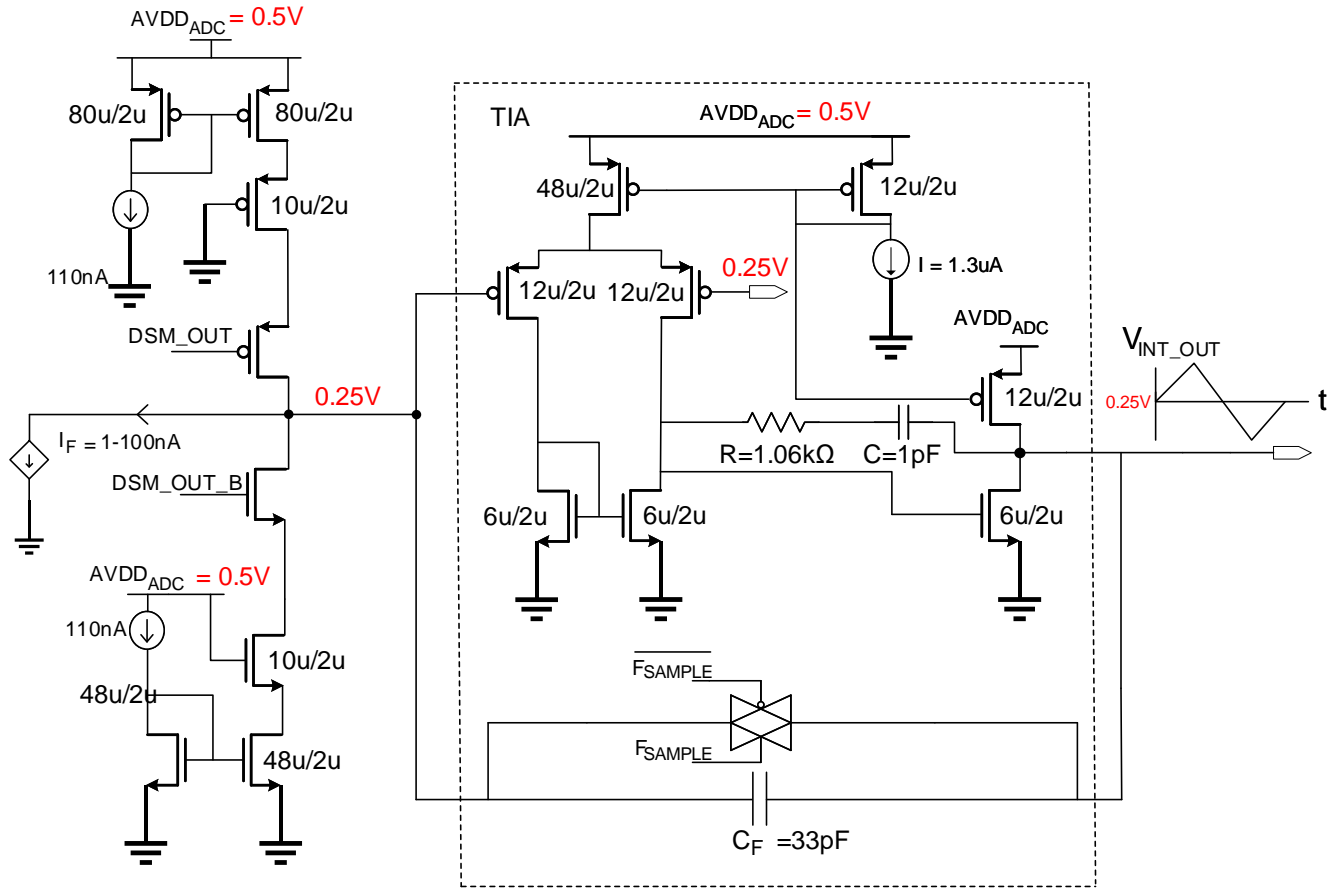 AVDD_ADC = 0.5V
80u/2u
80u/2u
10u/2u
110nA
DSM_OUT
0.25V
I_F = 1-100nA
DSM_OUT_B
AVDD_ADC = 0.5V
110nA
10u/2u
48u/2u
48u/2u
TIA
AVDD_ADC = 0.5V
48u/2u
12u/2u
12u/2u
12u/2u
0.25V
I = 1.3uA
AVDD_ADC
12u/2u
R=1.06kΩ
C=1pF
6u/2u
6u/2u
6u/2u
F_SAMPLE
F_SAMPLE
C_F =33pF
V_INT_OUT
0.25V
t